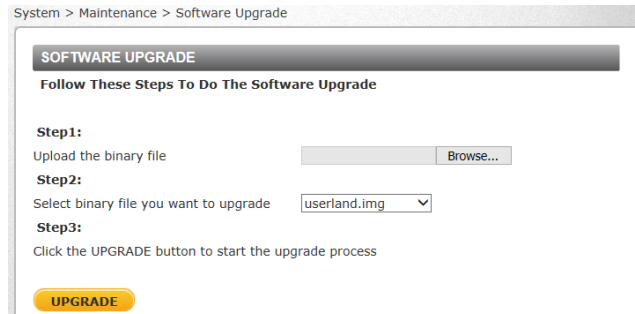 System > Maintenance > Software Upgrade
SOFTWARE UPGRADE
Follow These Steps To Do The Software Upgrade
Step1:
Upload the binary file Browse...
Step2:
Select binary file you want to upgrade userland.img
Step3:
Click the UPGRADE button to start the upgrade process
UPGRADE